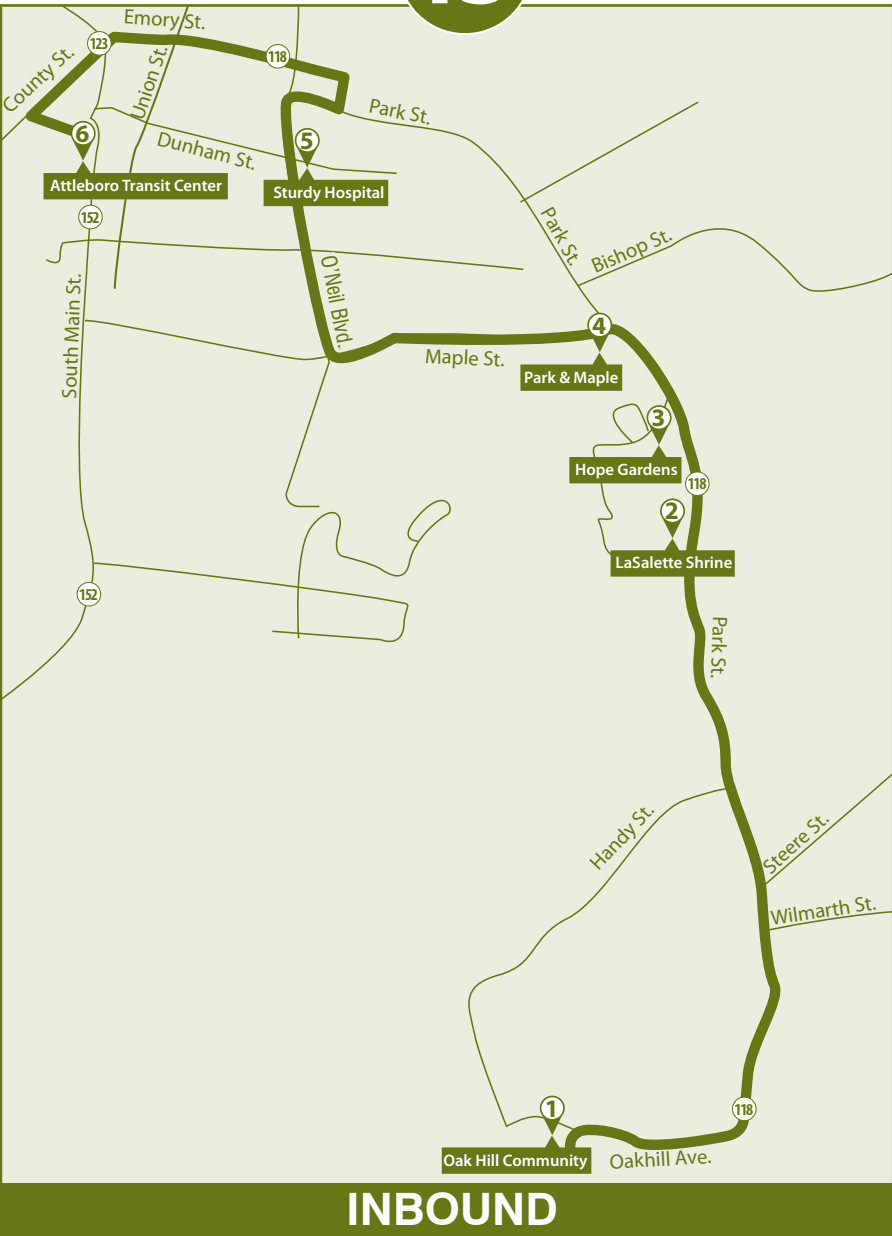 Emory St.
123
118
County St.
Union St.
Park St.
6
5
Dunham St.
Attleboro Transit Center
Sturdy Hospital
152
Park St.
Bishop St.
O'Neil Blvd.
South Main St.
4
Maple St.
Park & Maple
3
Hope Gardens
118
2
LaSalette Shrine
152
Park St.
Handy St.
Steere St.
Wilmarth St.
1
118
Oak Hill Community
Oakhill Ave.
INBOUND